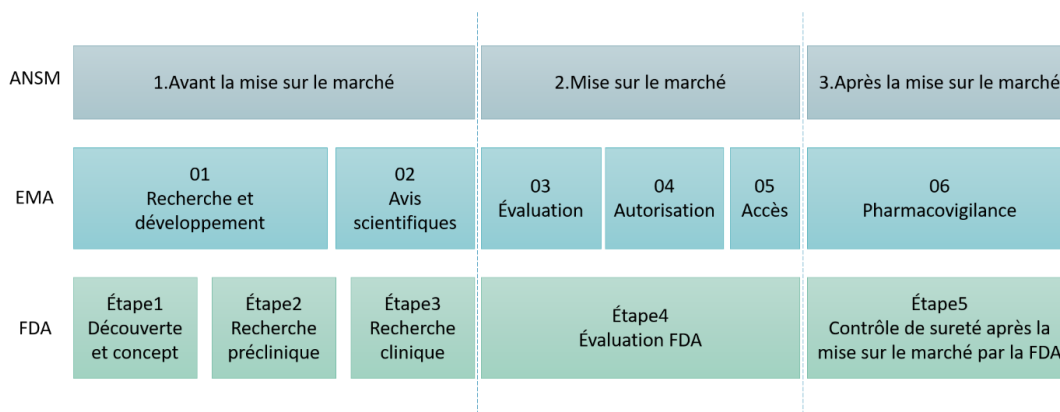 ANSM
1.Avant la mise sur le marché
2.Mise sur le marché
3.Après la mise sur le marché
EMA
01
Recherche et
développement
02
Avis
scientifiques
03
Évaluation
04
Autorisation
05
Accès
06
Pharmacovigilance
FDA
Étape1
Découverte
et concept
Étape2
Recherche
préclinique
Étape3
Recherche
clinique
Étape4
Évaluation FDA
Étape5
Contrôle de sureté après la
mise sur le marché par la FDA